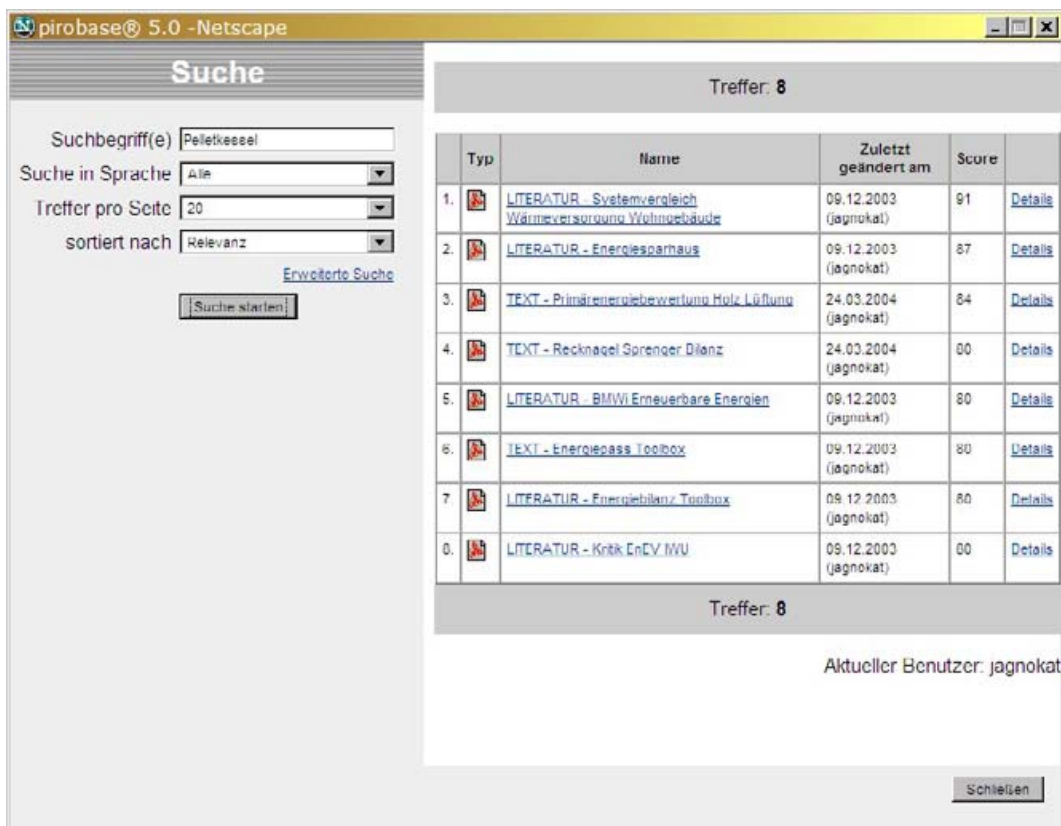 pirobase® 5.0 -Netscape
Suche
Suchbegriff(e) Pelletkessel
Suche in Sprache Alle
Treffer pro Seite 20
sortiert nach Relevanz
Erweiterte Suche
Suche starten
Treffer: 8
Typ Name Zuletzt geändert am Score
1. LITERATUR - Systemvergleich Wärmeversorgung Wohngebäude 09.12.2003 (jagnokat) 91 Details
2. LITERATUR - Energiesparhaus 09.12.2003 (jagnokat) 87 Details
3. TEXT - Primärenergiebewertung Holz Lüftung 24.03.2004 (jagnokat) 84 Details
4. TEXT - Recknagel Sprenger Bilanz 24.03.2004 (jagnokat) 80 Details
5. LITERATUR - BMWi Erneuerbare Energien 09.12.2003 (jagnokat) 80 Details
6. TEXT - Energiepass Toolbox 09.12.2003 (jagnokat) 80 Details
7. LITERATUR - Energiebilanz Toolbox 09.12.2003 (jagnokat) 80 Details
8. LITERATUR - Kritik EnEV IWU 09.12.2003 (jagnokat) 80 Details
Treffer: 8
Aktueller Benutzer: jagnokat
Schließen